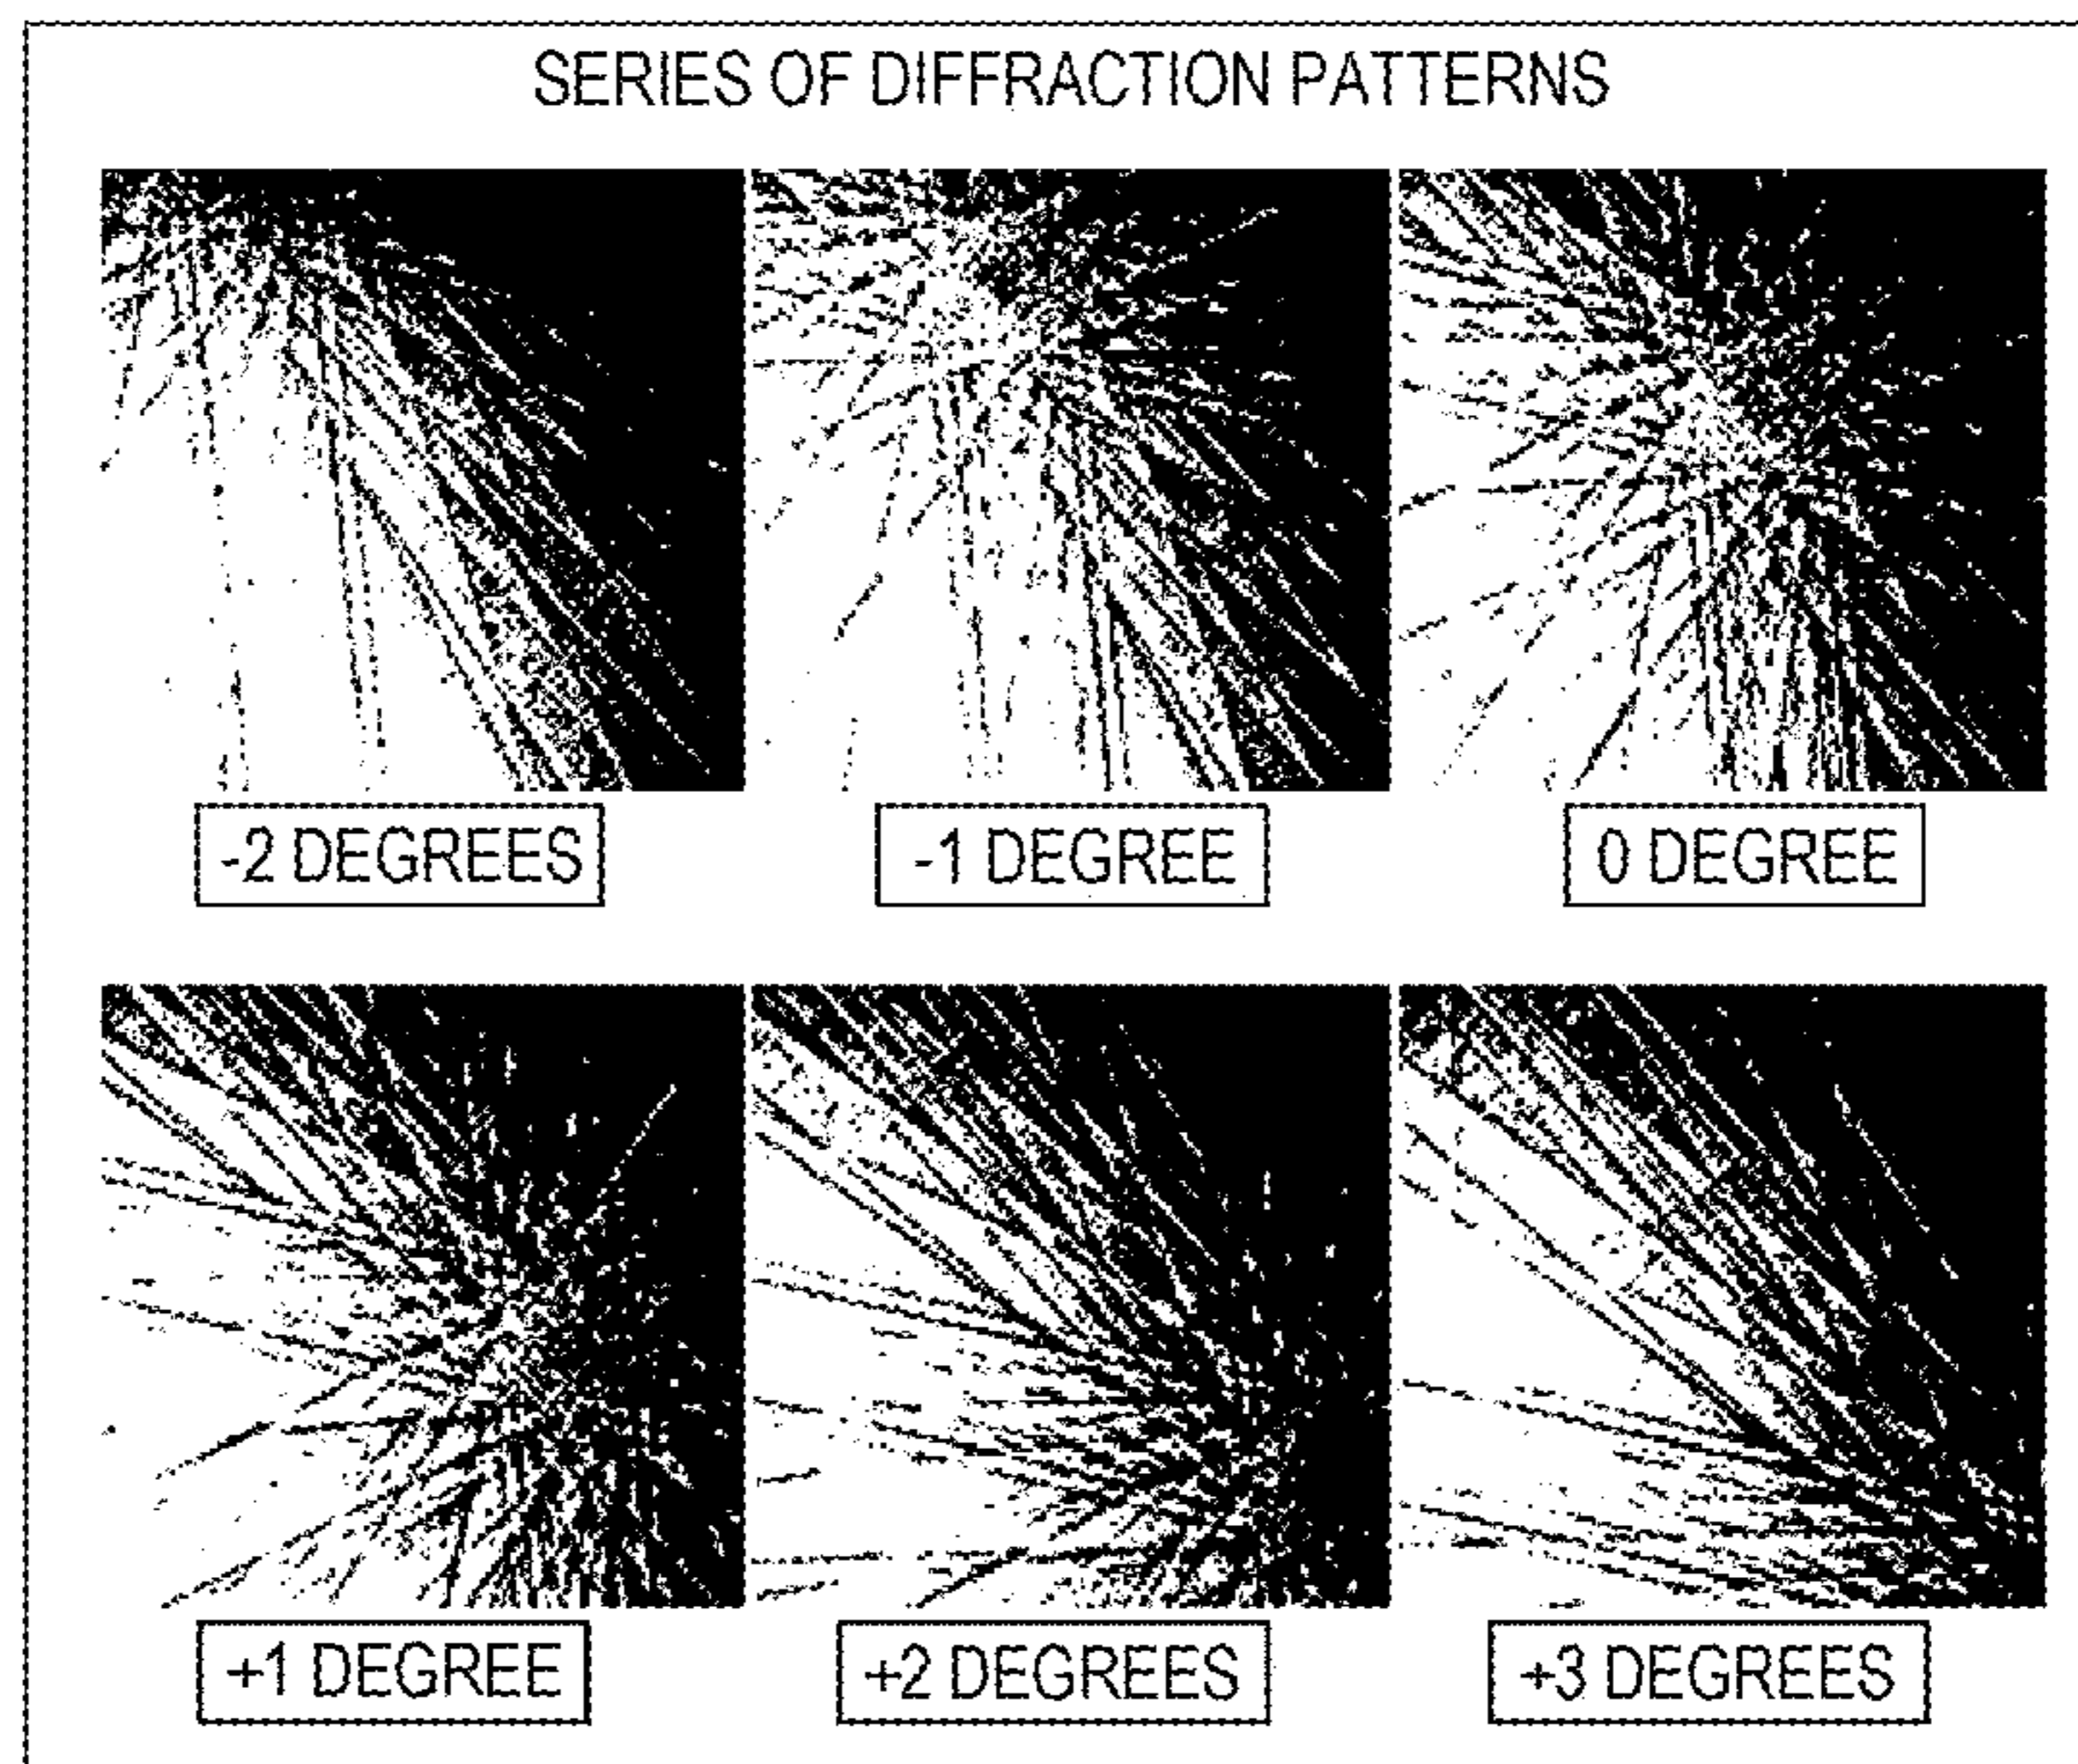 SERIES OF DIFFRACTION PATTERNS
-2 DEGREES
-1 DEGREE
0 DEGREE
+1 DEGREE
+2 DEGREES
+3 DEGREES